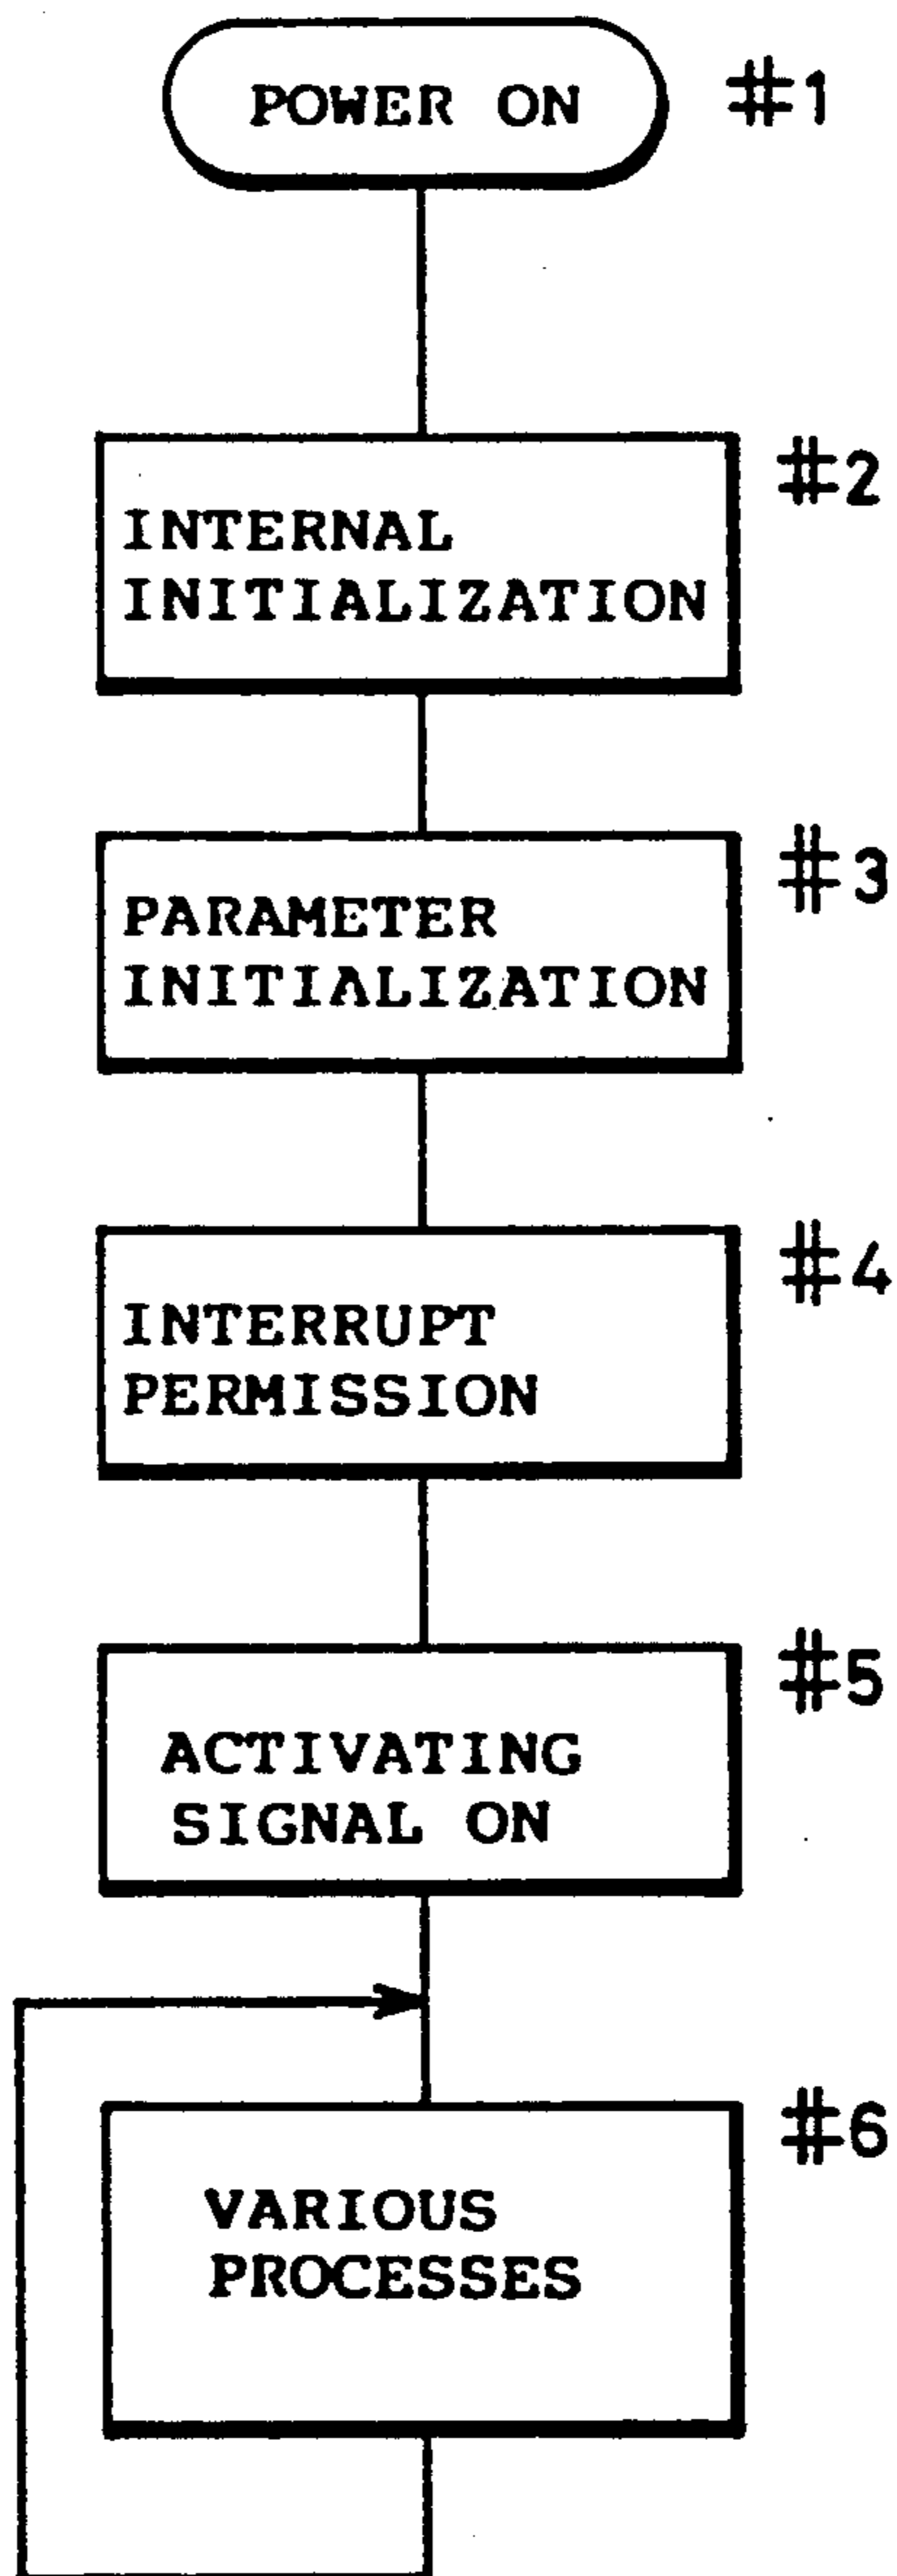 POWER ON #1
#2
INTERNAL
INITIALIZATION
#3
PARAMETER
INITIALIZATION
#4
INTERRUPT
PERMISSION
#5
ACTIVATING
SIGNAL ON
#6
VARIOUS
PROCESSES